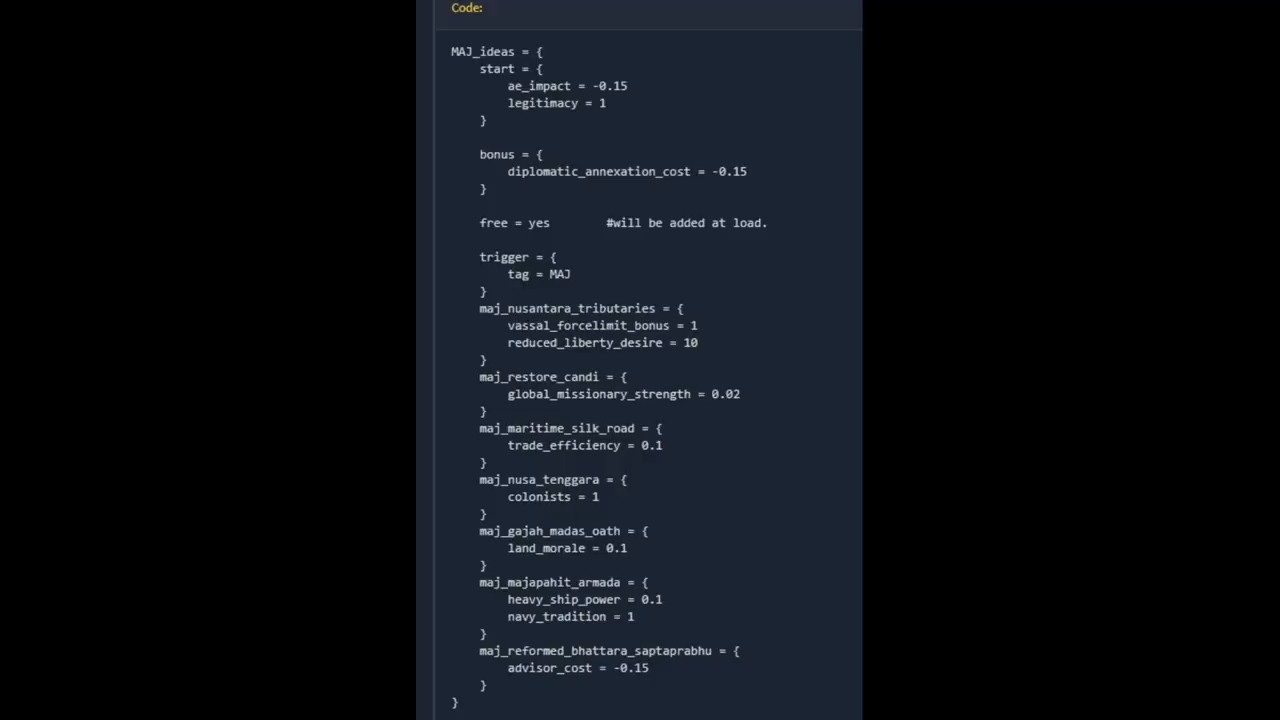 Code:
MAJ_ideas = {
start = {
ae_impact = -0.15
legitimacy = 1
}
bonus = {
diplomatic_annexation_cost = -0.15
}
free = yes #will be added at load.
trigger = {
tag = MAJ
}
maj_nusantara_tributaries = {
vassal_forcelimit_bonus = 1
reduced_liberty_desire = 10
}
maj_restore_candi = {
global_missionary_strength = 0.02
}
maj_maritime_silk_road = {
trade_efficiency = 0.1
}
maj_nusa_tenggara = {
colonists = 1
}
maj_gajah_madas_oath = {
land_morale = 0.1
}
maj_majapahit_armada = {
heavy_ship_power = 0.1
navy_tradition = 1
}
maj_reformed_bhattara_saptaprabhu = {
advisor_cost = -0.15
}
}